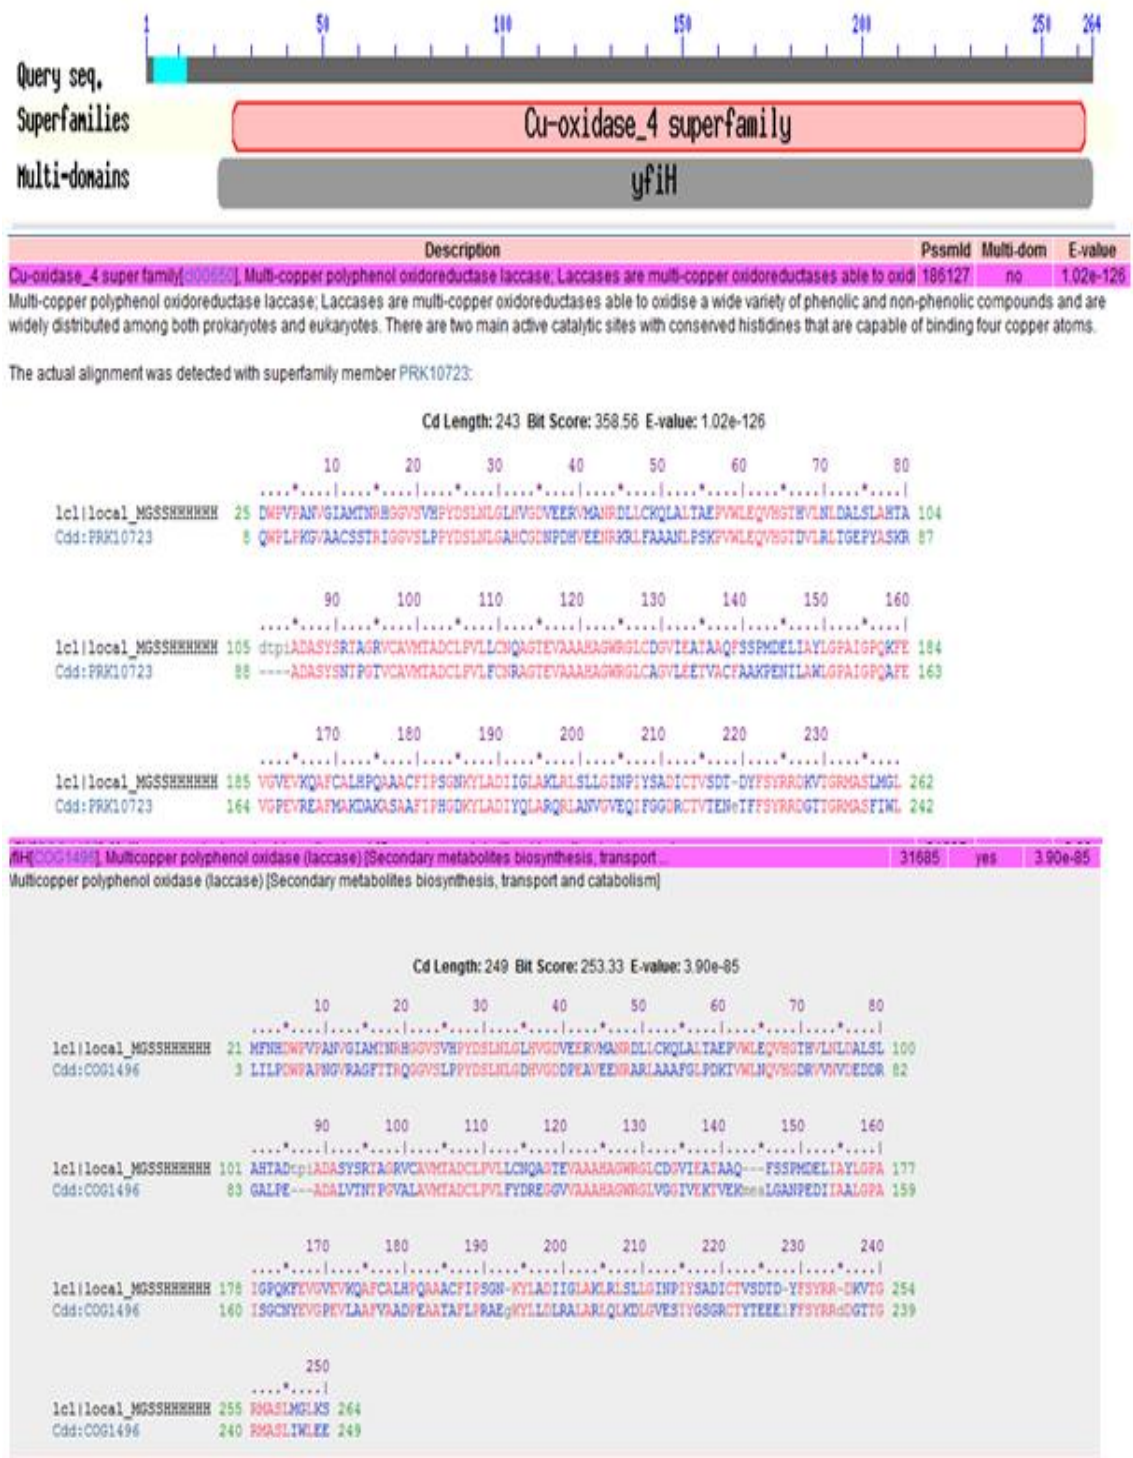 1 50 100 150 200 250 264
Query seq.
Superfamilies Cu-oxidase_4 superfamily
Multi-domains yfiH
Description PssmId Multi-dom E-value
Cu-oxidase_4 super family[cl00650], Multi-copper polyphenol oxidoreductase laccase; Laccases are multi-copper oxidoreductases able to oxid 186127 no 1.02e-126
Multi-copper polyphenol oxidoreductase laccase; Laccases are multi-copper oxidoreductases able to oxidise a wide variety of phenolic and non-phenolic compounds and are
widely distributed among both prokaryotes and eukaryotes. There are two main active catalytic sites with conserved histidines that are capable of binding four copper atoms.
The actual alignment was detected with superfamily member PRK10723:
Cd Length: 243 Bit Score: 358.56 E-value: 1.02e-126
10 20 30 40 50 60 70 80
....*....|....*....|....*....|....*....|....*....|....*....|....*....|....*....|
lcl|local_MGSSHHHHHH 25 DWPVPANVGIAMTNRHGGVSVHPYDSLNLGLHVGDVEERVMANRDLLCKQLALTAEPVWLEQVHGTHVLNLDALSLAHTA 104
Cdd:PRK10723 8 QWPLPKGVAACSSTRIGGVSLPPYDSLNLGAHCGDNPDHVEENRKRLFAAANLPSKPVWLEQVHGTDVLRLTGEPYASKR 87
90 100 110 120 130 140 150 160
....*....|....*....|....*....|....*....|....*....|....*....|....*....|....*....|
lcl|local_MGSSHHHHHH 105 dtpiADASYSRTAGRVCAVMTADCLPVLLCNQAGTEVAAAHAGWRGLCDGVIEATAAQFSSPMDELIAYLGPAIGPQKFE 184
Cdd:PRK10723 88 ----ADASYSNTPGTVCAVMTADCLPVLFCNRAGTEVAAAHAGWRGLCAGVLEETVACFAAKPENILAWLGPAIGPQAFE 163
170 180 190 200 210 220 230
....*....|....*....|....*....|....*....|....*....|....*....|....*....|....*....
lcl|local_MGSSHHHHHH 185 VGVEVKQAFCALHPQAAACFIPSGNKYLADIIGLAKLRLSLLGINPIYSADICTVSDT-DYFSYRRDKVTGRMASLMGL 262
Cdd:PRK10723 164 VGPEVREAFMAKDAKASAAFIPHGDKYLADIYQLARQRLANVGVEQIFGGDRCTVTENeIFFSYRRDGTTGRMASFIWL 242
yfiH[COG1496], Multicopper polyphenol oxidase (laccase) [Secondary metabolites biosynthesis, transport ... 31685 yes 3.90e-85
Multicopper polyphenol oxidase (laccase) [Secondary metabolites biosynthesis, transport and catabolism]
Cd Length: 249 Bit Score: 253.33 E-value: 3.90e-85
10 20 30 40 50 60 70 80
....*....|....*....|....*....|....*....|....*....|....*....|....*....|....*....|
lcl|local_MGSSHHHHHH 21 MFNHDWPVPANVGIAMTNRHGGVSVHPYDSLNLGLHVGDVEERVMANRDLLCKQLALTAEPVWLEQVHGTHVLNLDALSL 100
Cdd:COG1496 3 LILPDWPAPNGVRAGFTTRQGGVSLPPYDSLNLGDHVGDDPEAVEENRARLAAAFGLPDKTVWLNQVHGDRVVNVDEDDR 82
90 100 110 120 130 140 150 160
....*....|....*....|....*....|....*....|....*....|....*....|....*....|....*....|
lcl|local_MGSSHHHHHH 101 AHTADtpiADASYSRTAGRVCAVMTADCLPVLLCNQAGTEVAAAHAGWRGLCDGVIEATAAQ---FSSPMDELIAYLGPA 177
Cdd:COG1496 83 GALPE---ADALVTNTPGVALAVMTADCLPVLFYDREGGVVAAAHAGWRGLVGGIVEKTVEKmeaLGANPEDIIAALGPA 159
170 180 190 200 210 220 230 240
....*....|....*....|....*....|....*....|....*....|....*....|....*....|....*....|
lcl|local_MGSSHHHHHH 178 IGPQKFEVGVEVKQAFCALHPQAAACFIPSGN-KYLADIIGLAKLRLSLLGINPIYSADICTVSDTD-YFSYRR-DKVTG 254
Cdd:COG1496 160 ISGCNYEVGPEVLAAFVAADPEAATAFLPRAEgKYLLDLRALARLQLKDLGVESIYGSGRCTYTEEElFFSYRRdDGTTG 239
250
....*....|
lcl|local_MGSSHHHHHH 255 RMASLMGLKS 264
Cdd:COG1496 240 RMASLIWLEE 249